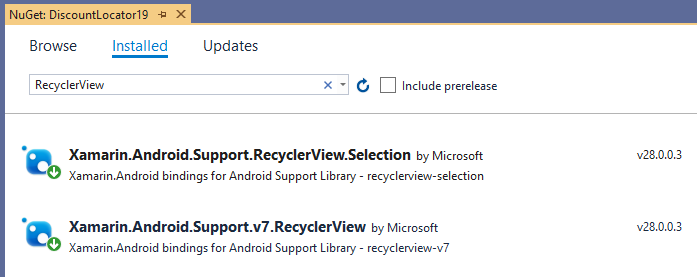 NuGet: DiscountLocator19
Browse Installed Updates
RecyclerView Include prerelease
Xamarin.Android.Support.RecyclerView.Selection by Microsoft v28.0.0.3
Xamarin.Android bindings for Android Support Library - recyclerview-selection
Xamarin.Android.Support.v7.RecyclerView by Microsoft v28.0.0.3
Xamarin.Android bindings for Android Support Library - recyclerview-v7